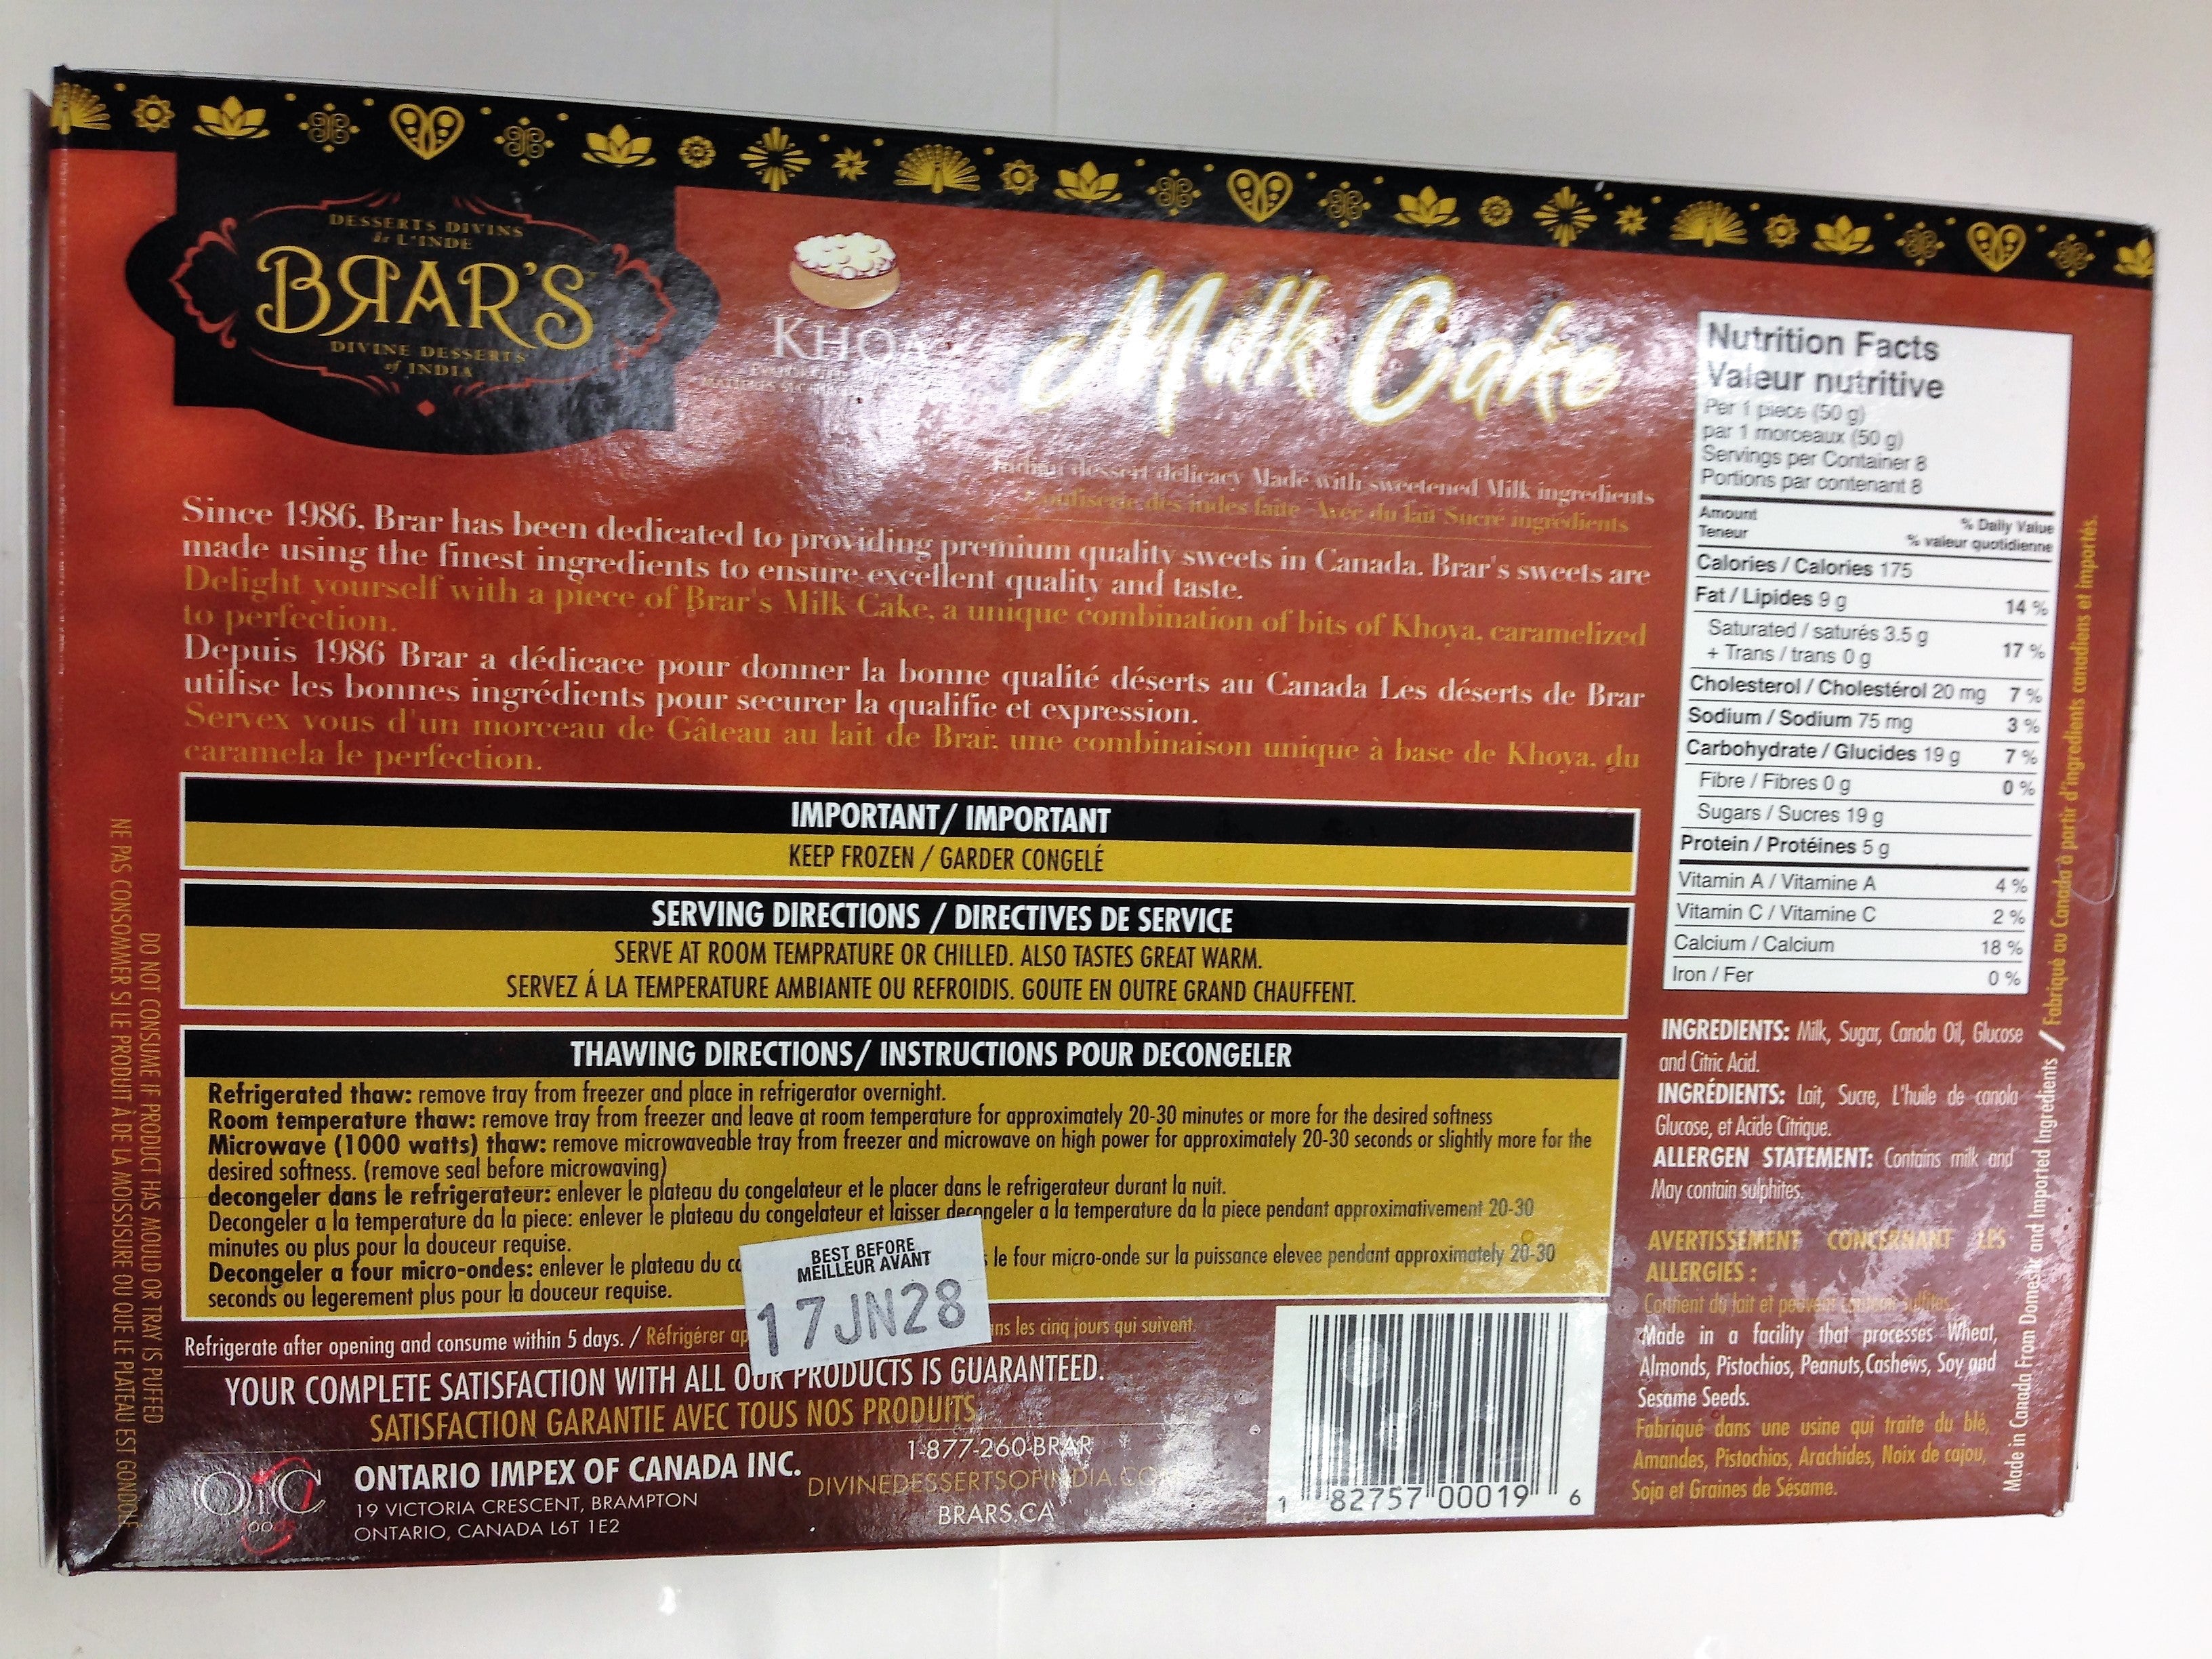 DESSERTS DIVINS
de L'INDE
BRAR'S
DIVINE DESSERTS
of INDIA
KHOA
Milk Cake
Indian dessert delicacy Made with sweetened Milk ingredients
des indes faite Avec du lait Sucré ingrédients
Since 1986, Brar has been dedicated to providing premium quality sweets in Canada. Brar's sweets are
made using the finest ingredients to ensure excellent quality and taste.
Delight yourself with a piece of Brar's Milk Cake, a unique combination of bits of Khoya, caramelized
to perfection.
Depuis 1986 Brar a dédicace pour donner la bonne qualité déserts au Canada Les déserts de Brar
utilise les bonnes ingrédients pour securer la qualifie et expression.
Servex vous d'un morceau de Gâteau au lait de Brar, une combinaison unique à base de Khoya, du
caramela le perfection.
IMPORTANT/ IMPORTANT
KEEP FROZEN / GARDER CONGELÉ
SERVING DIRECTIONS / DIRECTIVES DE SERVICE
SERVE AT ROOM TEMPRATURE OR CHILLED. ALSO TASTES GREAT WARM.
SERVEZ Á LA TEMPERATURE AMBIANTE OU REFROIDIS. GOUTE EN OUTRE GRAND CHAUFFENT.
THAWING DIRECTIONS/ INSTRUCTIONS POUR DECONGELER
Refrigerated thaw: remove tray from freezer and place in refrigerator overnight.
Room temperature thaw: remove tray from freezer and leave at room temperature for approximately 20-30 minutes or more for the desired softness
Microwave (1000 watts) thaw: remove microwaveable tray from freezer and microwave on high power for approximately 20-30 seconds or slightly more for the
desired softness. (remove seal before microwaving)
decongeler dans le refrigerateur: enlever le plateau du congelateur et le placer dans le refrigerateur durant la nuit.
Decongeler a la temperature da la piece: enlever le plateau du congelateur et laisser decongeler a la temperature da la piece pendant approximativement 20-30
minutes ou plus pour la douceur requise.
Decongeler a four micro-ondes: enlever le plateau du le four micro-onde sur la puissance elevee pendant approximately 20-30
seconds ou legerement plus pour la douceur requise.
BEST BEFORE
MEILLEUR AVANT
17JN28
Refrigerate after opening and consume within 5 days. / Réfrigérer les cinq jours qui suivent.
YOUR COMPLETE SATISFACTION WITH ALL OUR PRODUCTS IS GUARANTEED.
SATISFACTION GARANTIE AVEC TOUS NOS PRODUITS.
OIC
foods
ONTARIO IMPEX OF CANADA INC.
19 VICTORIA CRESCENT, BRAMPTON
ONTARIO, CANADA L6T 1E2
1-877-260-BRAR
DIVINEDESSERTSOFINDIA.COM
BRARS.CA
1 82757 00019 6
Nutrition Facts
Valeur nutritive
Per 1 piece (50 g)
par 1 morceaux (50 g)
Servings per Container 8
Portions par contenant 8
Amount % Daily Value
Teneur % valeur quotidienne
Calories / Calories 175
Fat / Lipides 9 g 14 %
Saturated / saturés 3.5 g
+ Trans / trans 0 g 17 %
Cholesterol / Cholestérol 20 mg 7 %
Sodium / Sodium 75 mg 3 %
Carbohydrate / Glucides 19 g 7 %
Fibre / Fibres 0 g 0 %
Sugars / Sucres 19 g
Protein / Protéines 5 g
Vitamin A / Vitamine A 4 %
Vitamin C / Vitamine C 2 %
Calcium / Calcium 18 %
Iron / Fer 0 %
INGREDIENTS: Milk, Sugar, Canola Oil, Glucose
and Citric Acid.
INGRÉDIENTS: Lait, Sucre, L'huile de canola
Glucose, et Acide Citrique.
ALLERGEN STATEMENT: Contains milk and
May contain sulphites.
AVERTISSEMENT CONCERNANT LES
ALLERGIES :
Contient du lait et peuvent contenir sulfites.
Made in a facility that processes Wheat,
Almonds, Pistachios, Peanuts, Cashews, Soy and
Sesame Seeds.
Fabriqué dans une usine qui traite du blé,
Amandes, Pistochios, Arachides, Noix de cajou,
Soja et Graines de Sésame.
Made in Canada From Domestic and Imported Ingredients / Fabriqué au Canada à partir d'ingredients canadiens et importés.
DO NOT CONSUME IF PRODUCT HAS MOULD OR TRAY IS PUFFED
NE PAS CONSOMMER SI LE PRODUIT À DE LA MOISSISURE OU QUE LE PLATEAU EST GONDOLÉ